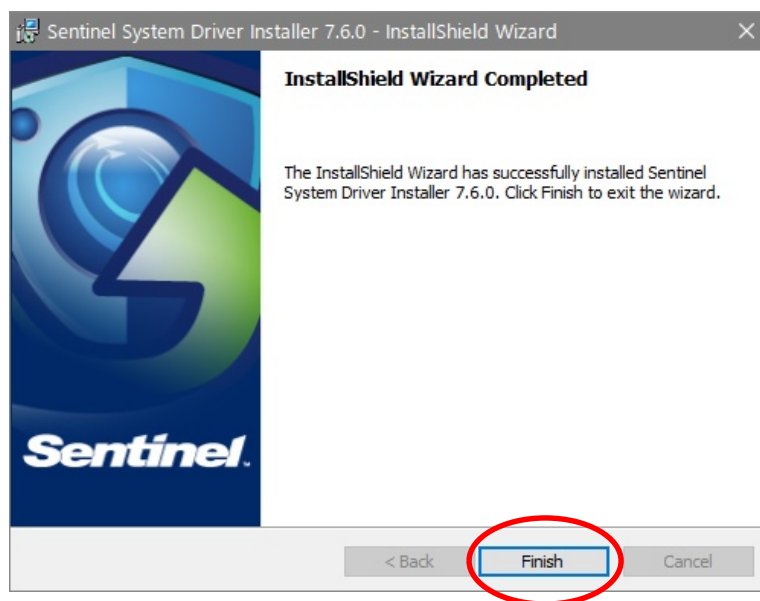 Sentinel System Driver Installer 7.6.0 - InstallShield Wizard
InstallShield Wizard Completed
The InstallShield Wizard has successfully installed Sentinel
System Driver Installer 7.6.0. Click Finish to exit the wizard.
Sentinel™
< Back Finish Cancel